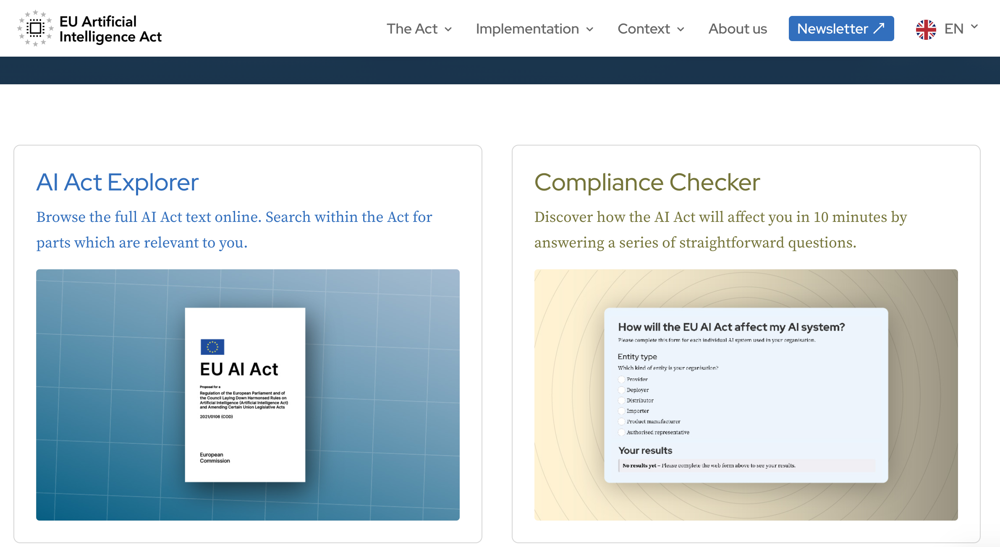 EU Artificial
Intelligence Act
The Act
Implementation
Context
About us
Newsletter
EN
AI Act Explorer
Browse the full AI Act text online. Search within the Act for
parts which are relevant to you.
EU AI Act
Proposal for a
Regulation of the European Parliament and of
the Council Laying Down Harmonsed Rules on
Artificial Intelligence (Artificial Intelligence Act)
and Amending Certain Union Legislative Acts
2021/0106 (COD)
European
Commission
Compliance Checker
Discover how the AI Act will affect you in 10 minutes by
answering a series of straightforward questions.
How will the EU AI Act affect my AI system?
Please complete this form for each individual AI system used in your organisation.
Entity type
Which kind of entity is your organisation?
Provider
Deployer
Distributor
Importer
Product manufacturer
Authorised representative
Your results
No results yet – Please complete the web form above to see your results.